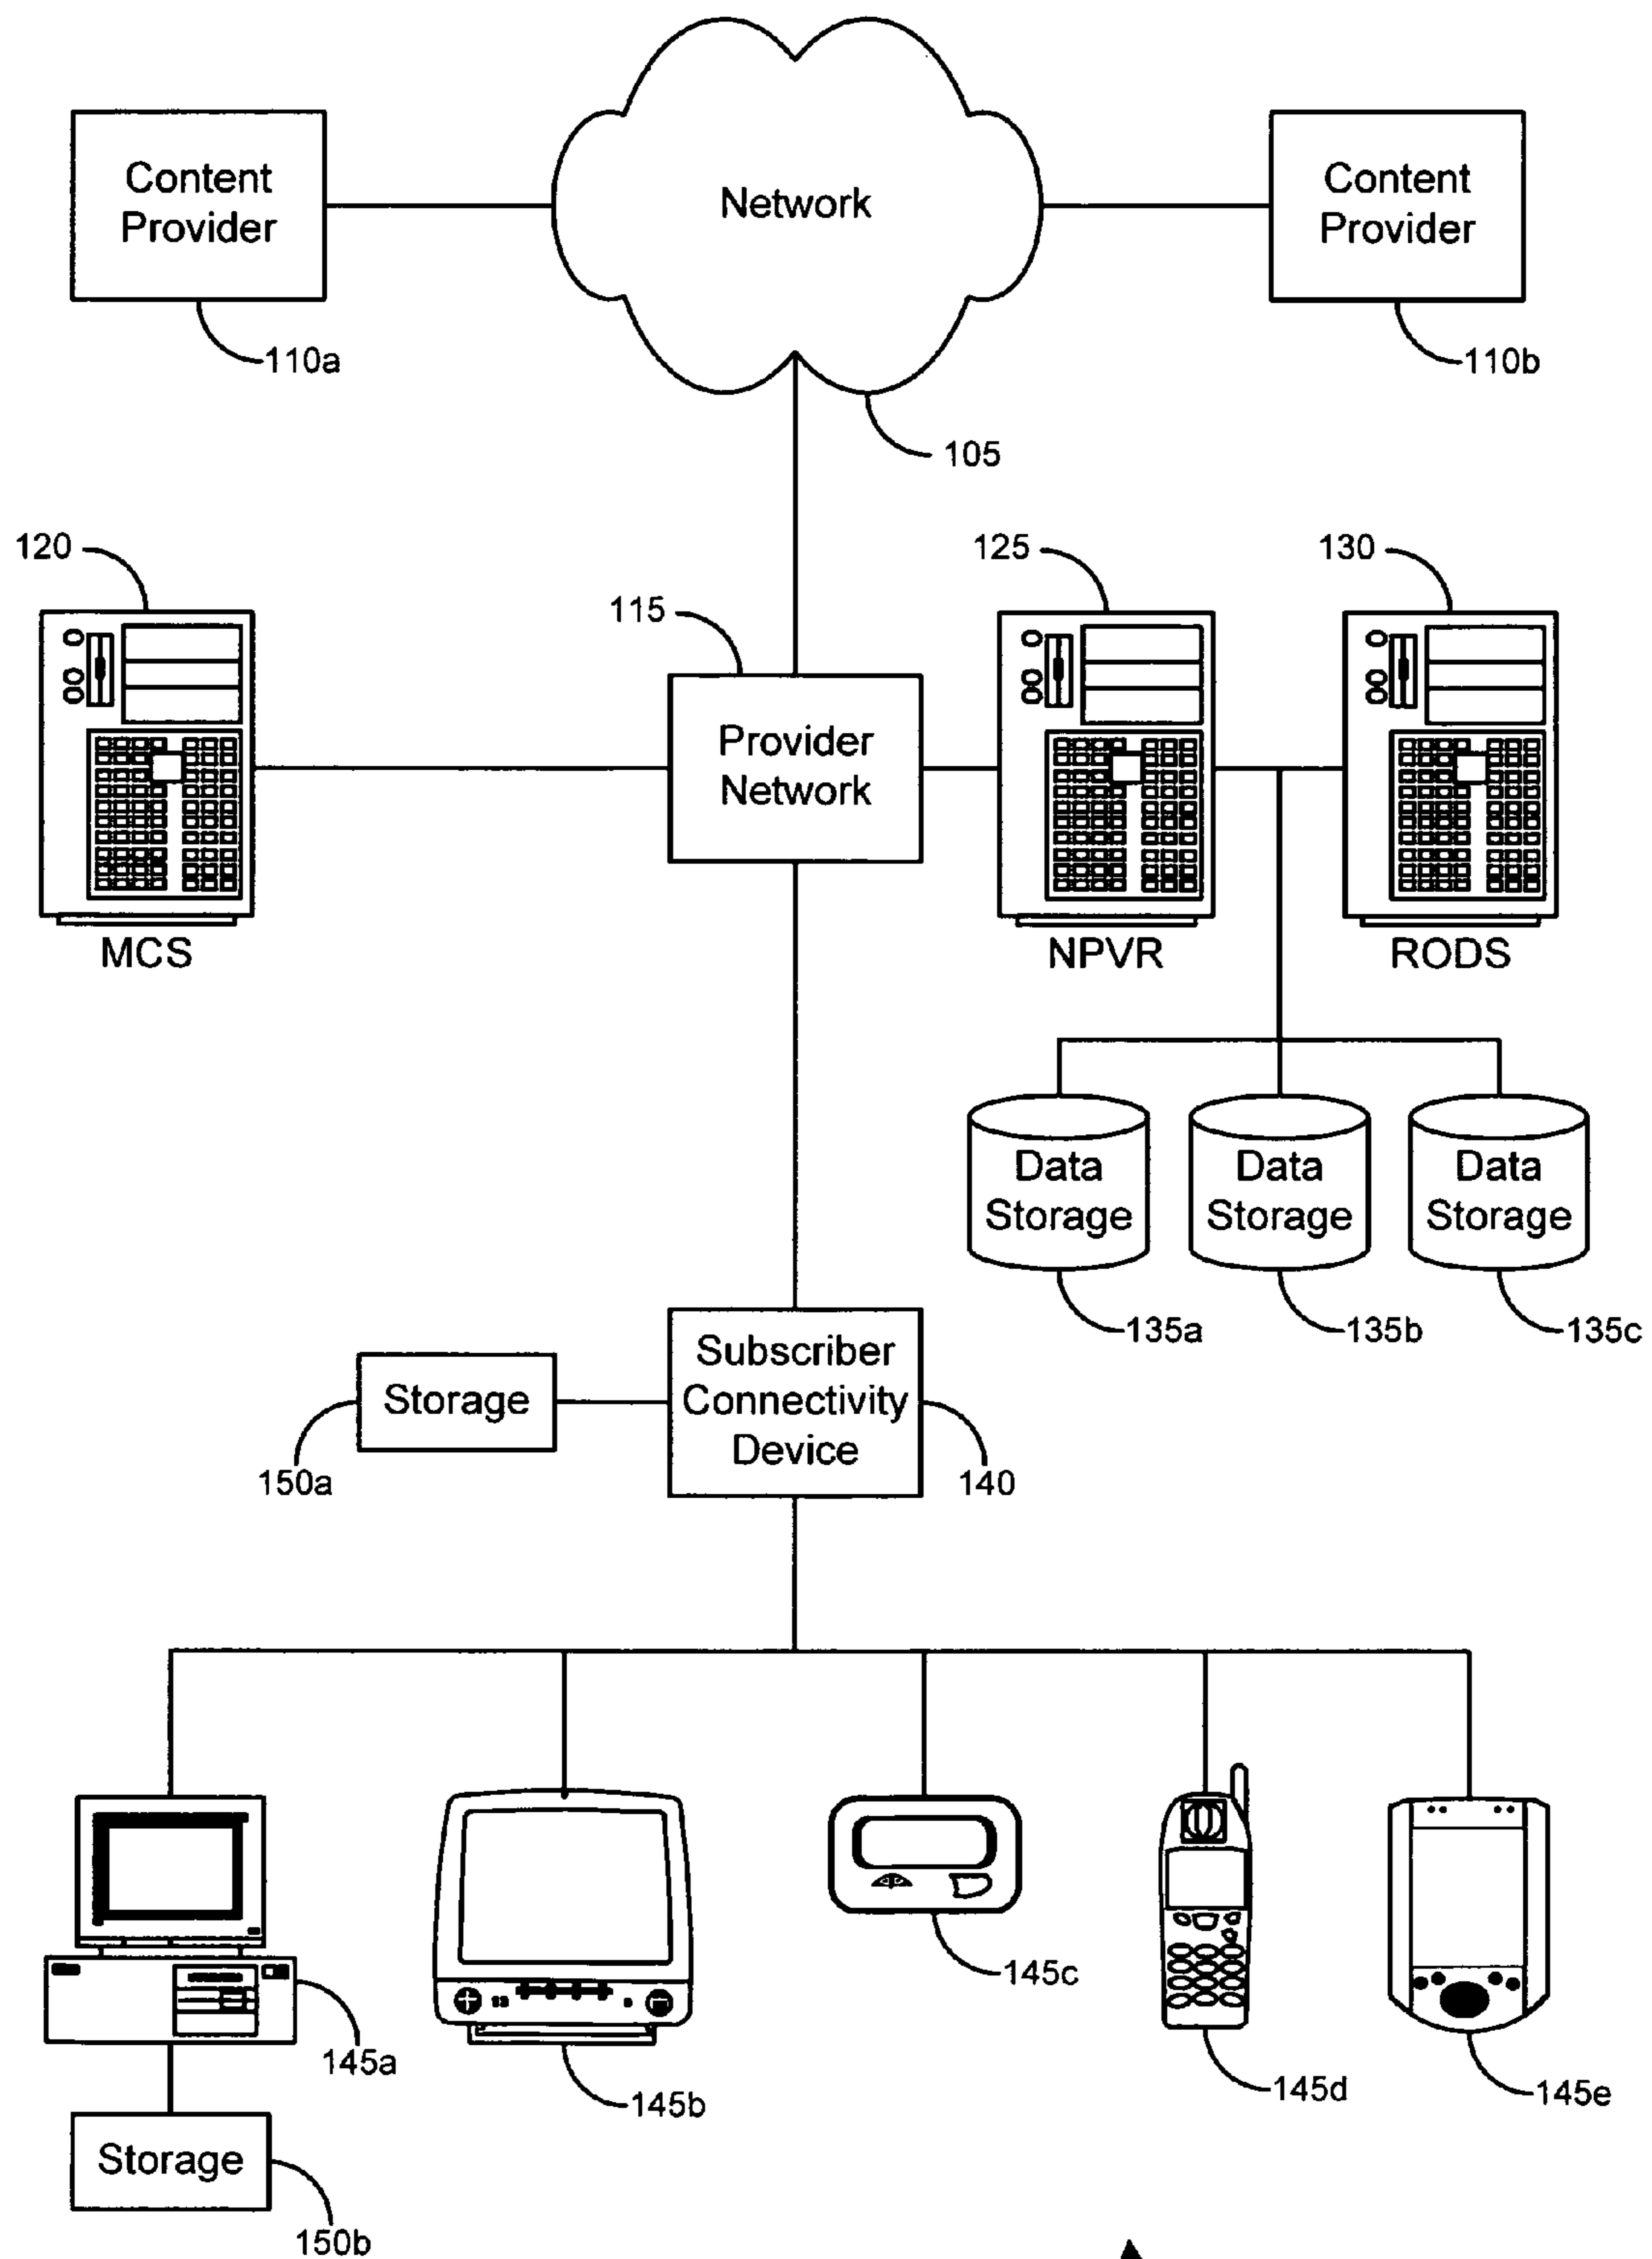 Content
Provider
Network
Content
Provider
110a
110b
105
120
125
130
115
Provider
Network
MCS
NPVR
RODS
Data
Storage
Data
Storage
Data
Storage
135a
135b
135c
Subscriber
Connectivity
Device
Storage
150a
140
145c
145a
145b
145d
145e
Storage
150b